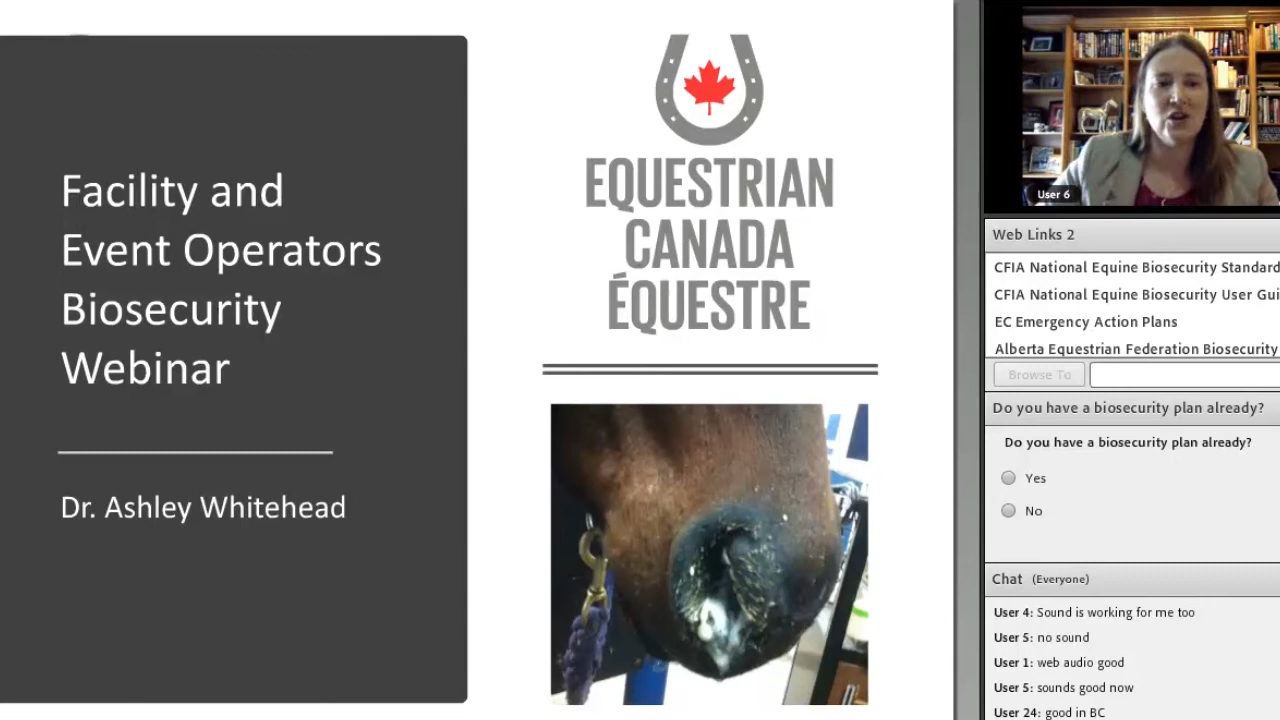 Facility and
Event Operators
Biosecurity
Webinar
Dr. Ashley Whitehead
EQUESTRIAN
CANADA
ÉQUESTRE
User 6
Web Links 2
CFIA National Equine Biosecurity Standard
CFIA National Equine Biosecurity User Gui
EC Emergency Action Plans
Alberta Equestrian Federation Biosecurity
Browse To
Do you have a biosecurity plan already?
Do you have a biosecurity plan already?
Yes
No
Chat (Everyone)
User 4: Sound is working for me too
User 5: no sound
User 1: web audio good
User 5: sounds good now
User 24: good in BC